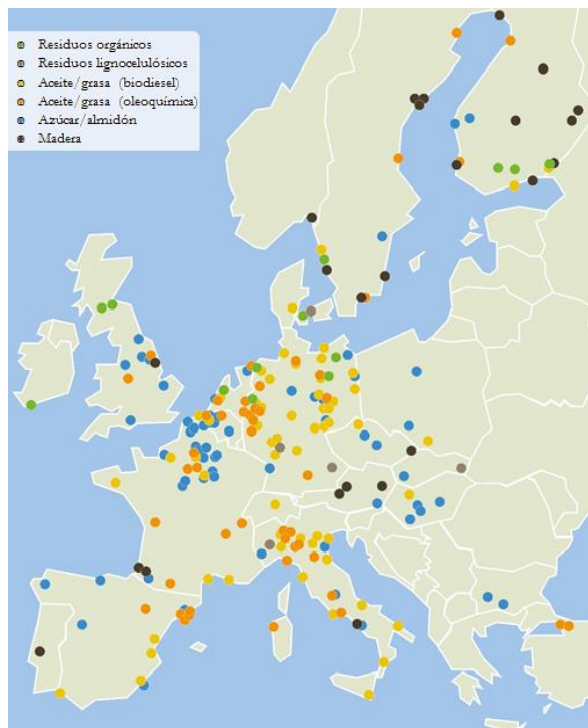 Residuos orgánicos
Residuos lignocelulósicos
Aceite/grasa (biodiesel)
Aceite/grasa (oleoquímica)
Azúcar/almidón
Madera